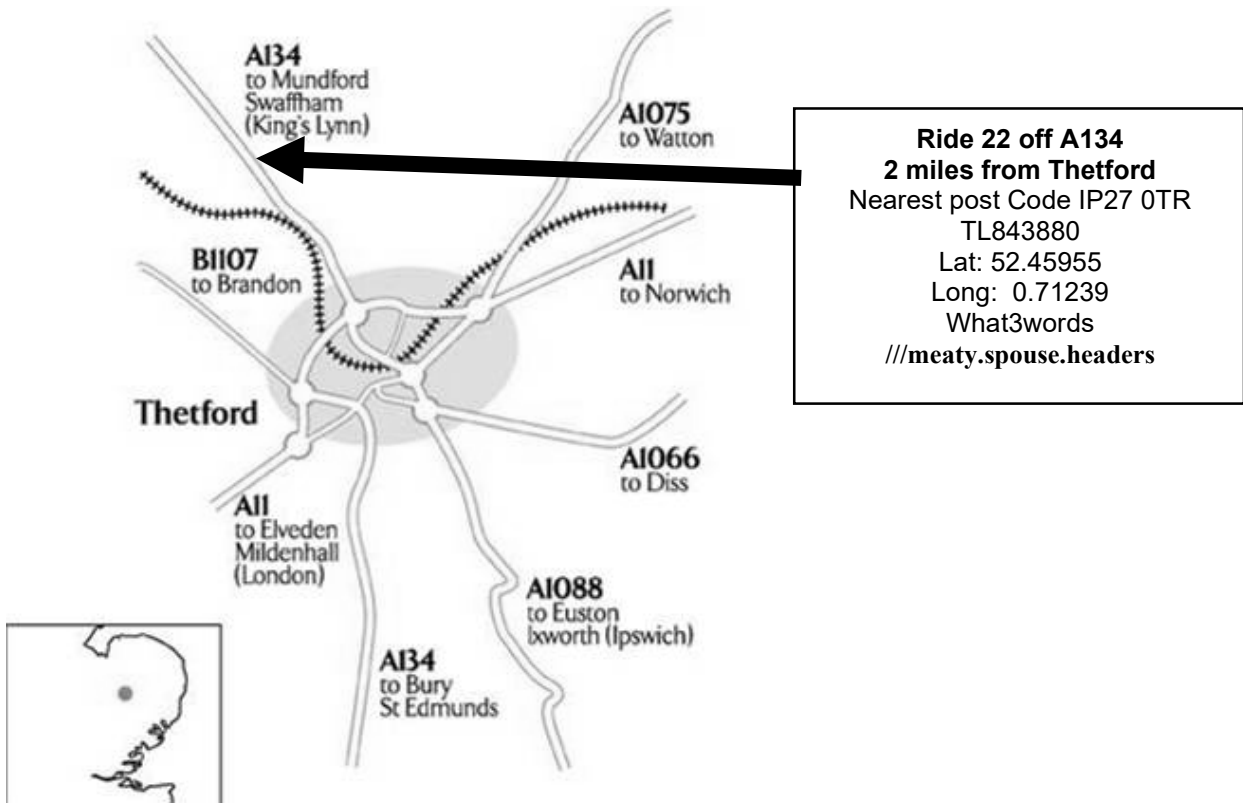 A134
to Mundford
Swaffham
(King's Lynn)
A1075
to Watton
Ride 22 off A134
2 miles from Thetford
Nearest post Code IP27 0TR
TL843880
Lat: 52.45955
Long: 0.71239
What3words
///meaty.spouse.headers
B1107
to Brandon
A11
to Norwich
Thetford
A1066
to Diss
A11
to Elveden
Mildenhall
(London)
A1088
to Euston
Ixworth (Ipswich)
A134
to Bury
St Edmunds